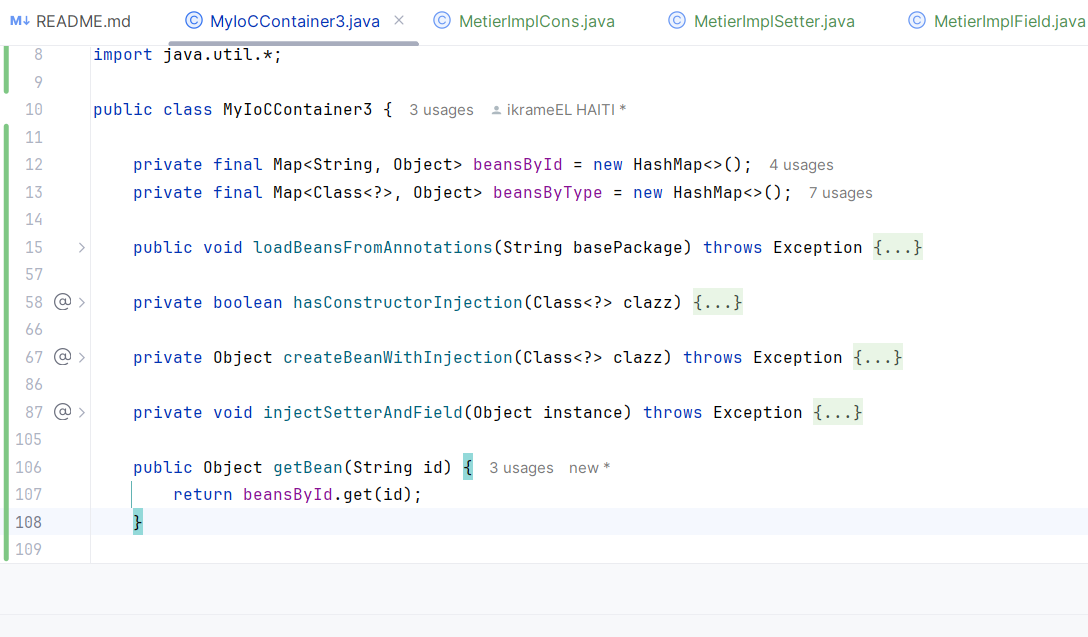 M↓ README.md MyIoCContainer3.java × MetierImplCons.java MetierImplSetter.java MetierImplField.java
8 import java.util.*;
9
10 public class MyIoCContainer3 { 3 usages ikrameEL HAITI *
11
12 private final Map<String, Object> beansById = new HashMap<>(); 4 usages
13 private final Map<Class<?>, Object> beansByType = new HashMap<>(); 7 usages
14
15 public void loadBeansFromAnnotations(String basePackage) throws Exception {...}
57
58 @ private boolean hasConstructorInjection(Class<?> clazz) {...}
66
67 @ private Object createBeanWithInjection(Class<?> clazz) throws Exception {...}
86
87 @ private void injectSetterAndField(Object instance) throws Exception {...}
105
106 public Object getBean(String id) { 3 usages new *
107 return beansById.get(id);
108 }
109